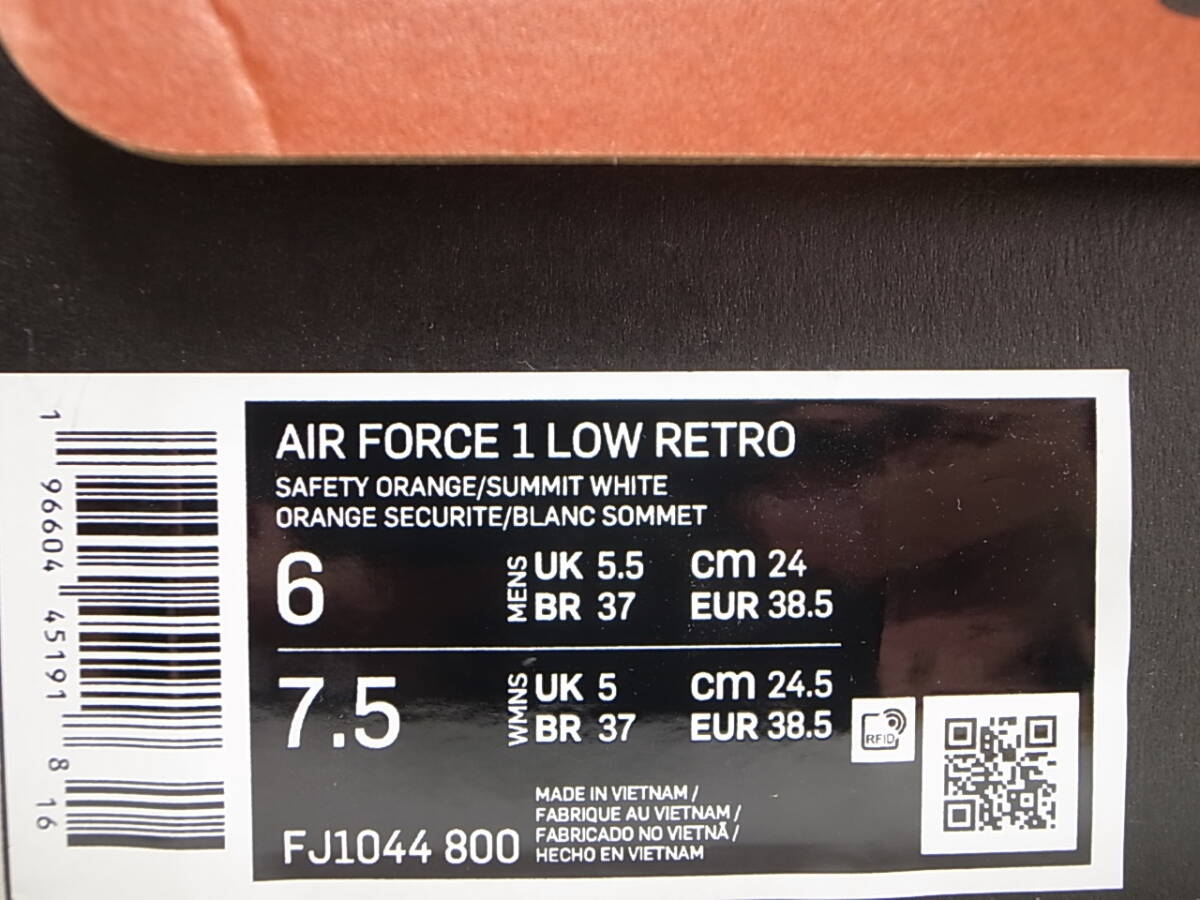 AIR FORCE 1 LOW RETRO
SAFETY ORANGE/SUMMIT WHITE
ORANGE SECURITE/BLANC SOMMET
6 MENS UK 5.5 cm 24
BR 37 EUR 38.5
7.5 WMNS UK 5 cm 24.5
BR 37 EUR 38.5
RFID
MADE IN VIETNAM /
FABRIQUE AU VIETNAM /
FABRICADO NO VIETNÃ /
HECHO EN VIETNAM
FJ1044 800
1 96604 45191 8 16